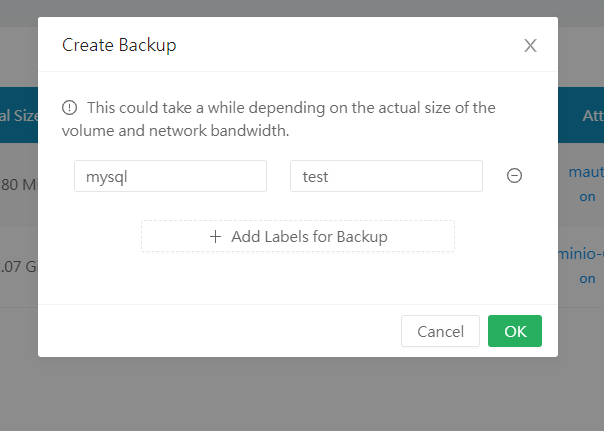 Create Backup
This could take a while depending on the actual size of the
volume and network bandwidth.
mysql test
+ Add Labels for Backup
Cancel OK
al Size
Att
80 M
maut
on
.07 G
minio-
on